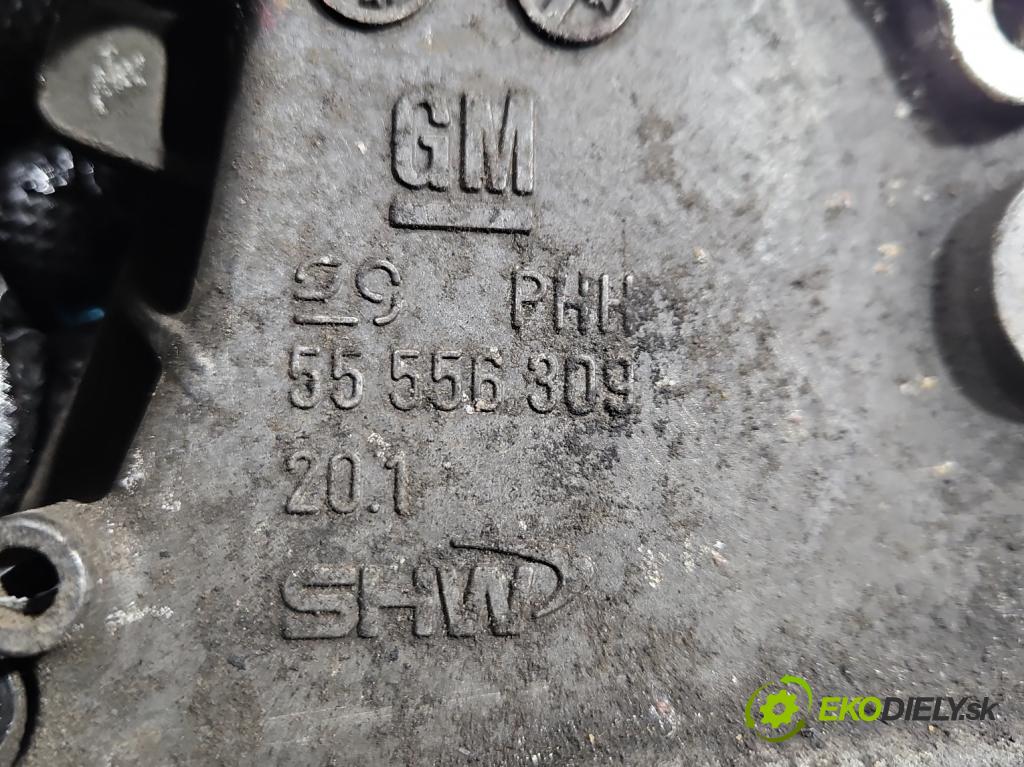 GM
PHH
55 556 309
20.1
SHW
EKODIELY.sk